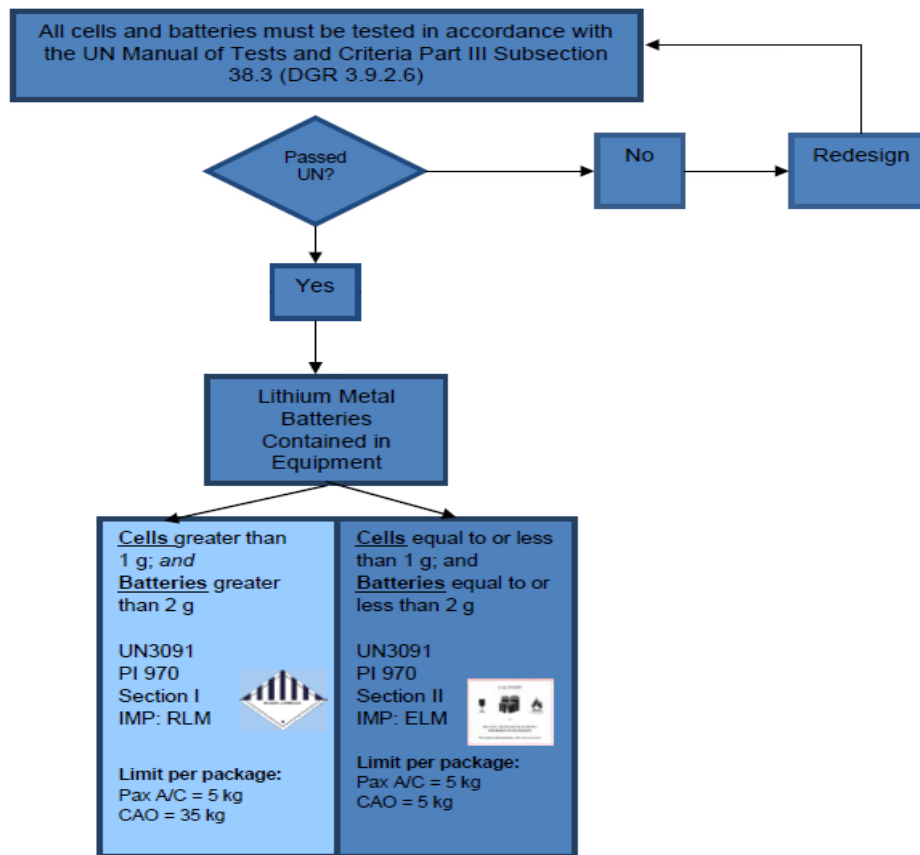 All cells and batteries must be tested in accordance with
the UN Manual of Tests and Criteria Part III Subsection
38.3 (DGR 3.9.2.6)
Passed
UN?
No
Redesign
Yes
Lithium Metal
Batteries
Contained in
Equipment
Cells greater than
1 g; and
Batteries greater
than 2 g
UN3091
PI 970
Section I
IMP: RLM
Limit per package:
Pax A/C = 5 kg
CAO = 35 kg
Cells equal to or less
than 1 g; and
Batteries equal to or
less than 2 g
UN3091
PI 970
Section II
IMP: ELM
Limit per package:
Pax A/C = 5 kg
CAO = 5 kg